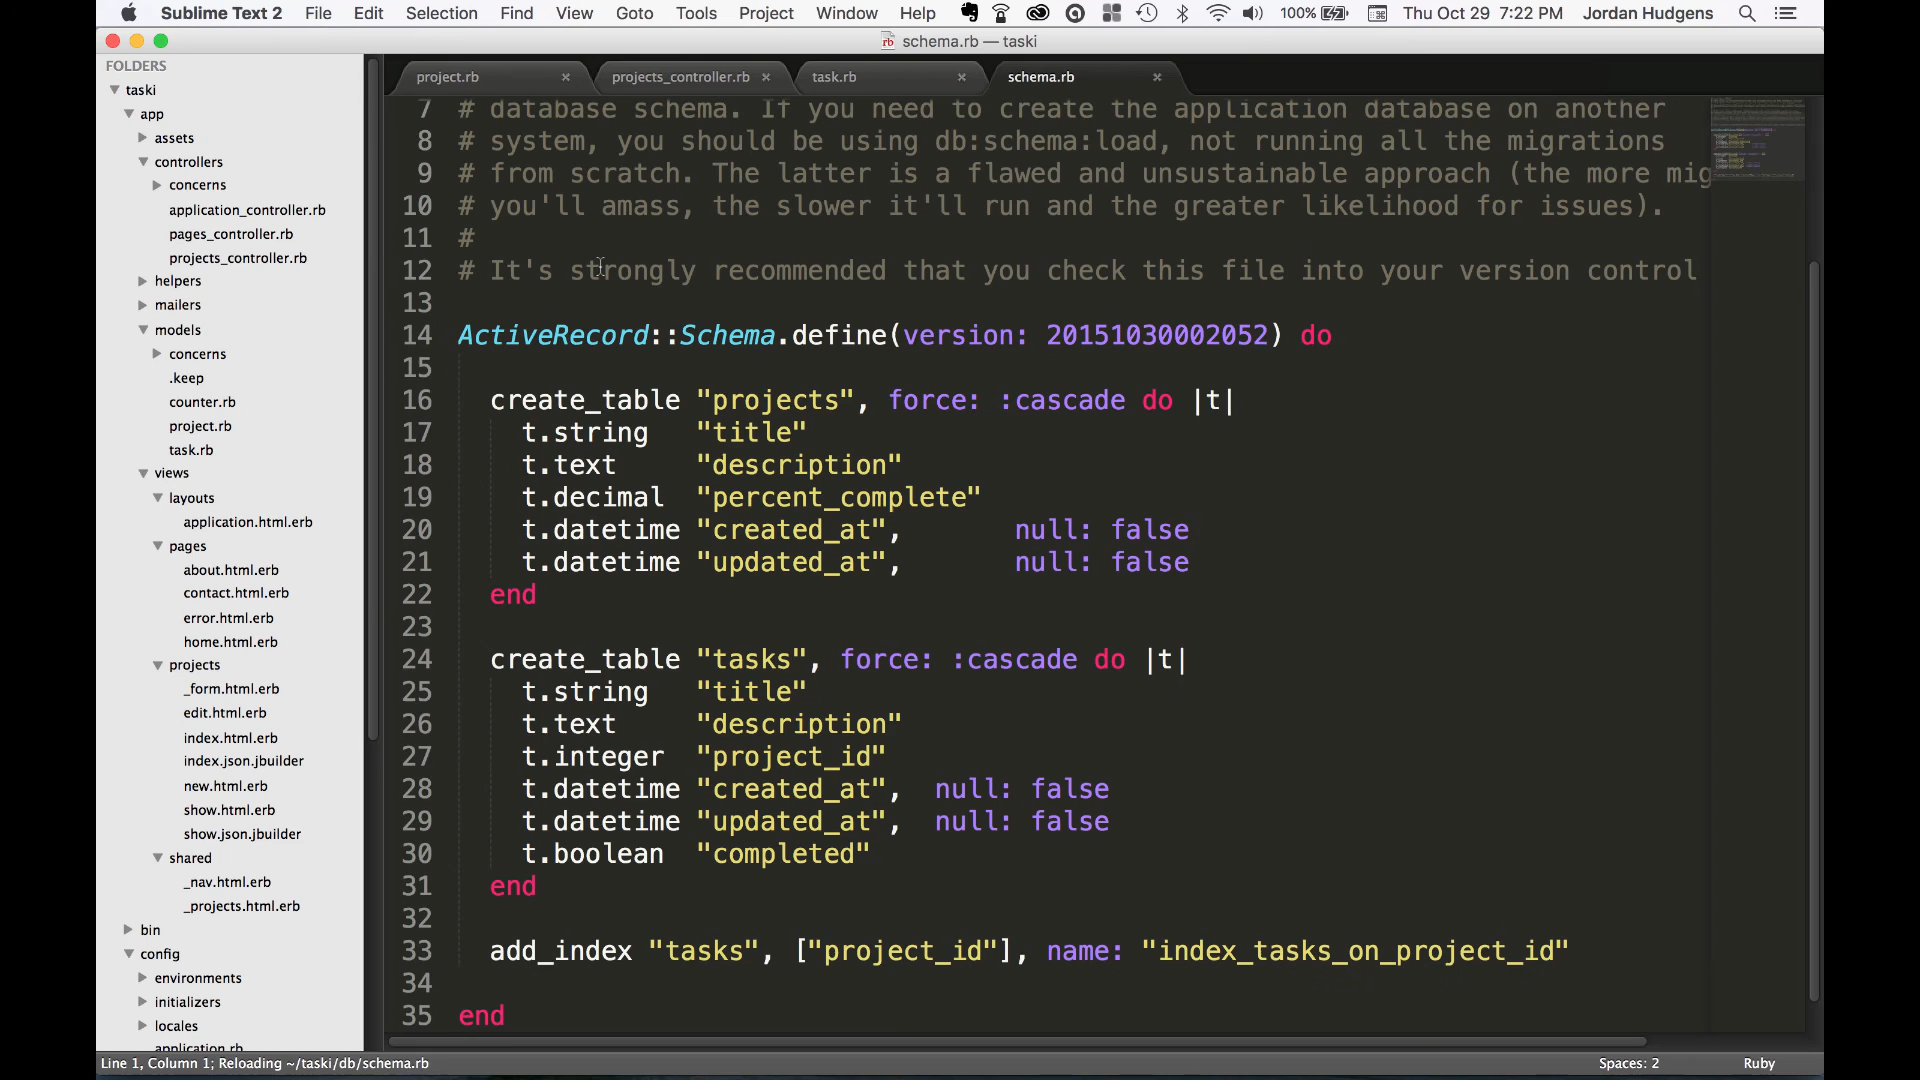 Sublime Text 2 File Edit Selection Find View Goto Tools Project Window Help 100% Thu Oct 29 7:22 PM Jordan Hudgens
schema.rb — taski
FOLDERS
taski
app
assets
controllers
concerns
application_controller.rb
pages_controller.rb
projects_controller.rb
helpers
mailers
models
concerns
.keep
counter.rb
project.rb
task.rb
views
layouts
application.html.erb
pages
about.html.erb
contact.html.erb
error.html.erb
home.html.erb
projects
_form.html.erb
edit.html.erb
index.html.erb
index.json.jbuilder
new.html.erb
show.html.erb
show.json.jbuilder
shared
_nav.html.erb
_projects.html.erb
bin
config
environments
initializers
locales
application.rb
project.rb projects_controller.rb task.rb schema.rb
7 # database schema. If you need to create the application database on another
8 # system, you should be using db:schema:load, not running all the migrations
9 # from scratch. The latter is a flawed and unsustainable approach (the more mig
10 # you'll amass, the slower it'll run and the greater likelihood for issues).
11 #
12 # It's strongly recommended that you check this file into your version control
13
14 ActiveRecord::Schema.define(version: 20151030002052) do
15
16 create_table "projects", force: :cascade do |t|
17 t.string "title"
18 t.text "description"
19 t.decimal "percent_complete"
20 t.datetime "created_at", null: false
21 t.datetime "updated_at", null: false
22 end
23
24 create_table "tasks", force: :cascade do |t|
25 t.string "title"
26 t.text "description"
27 t.integer "project_id"
28 t.datetime "created_at", null: false
29 t.datetime "updated_at", null: false
30 t.boolean "completed"
31 end
32
33 add_index "tasks", ["project_id"], name: "index_tasks_on_project_id"
34
35 end
Line 1, Column 1; Reloading ~/taski/db/schema.rb Spaces: 2 Ruby